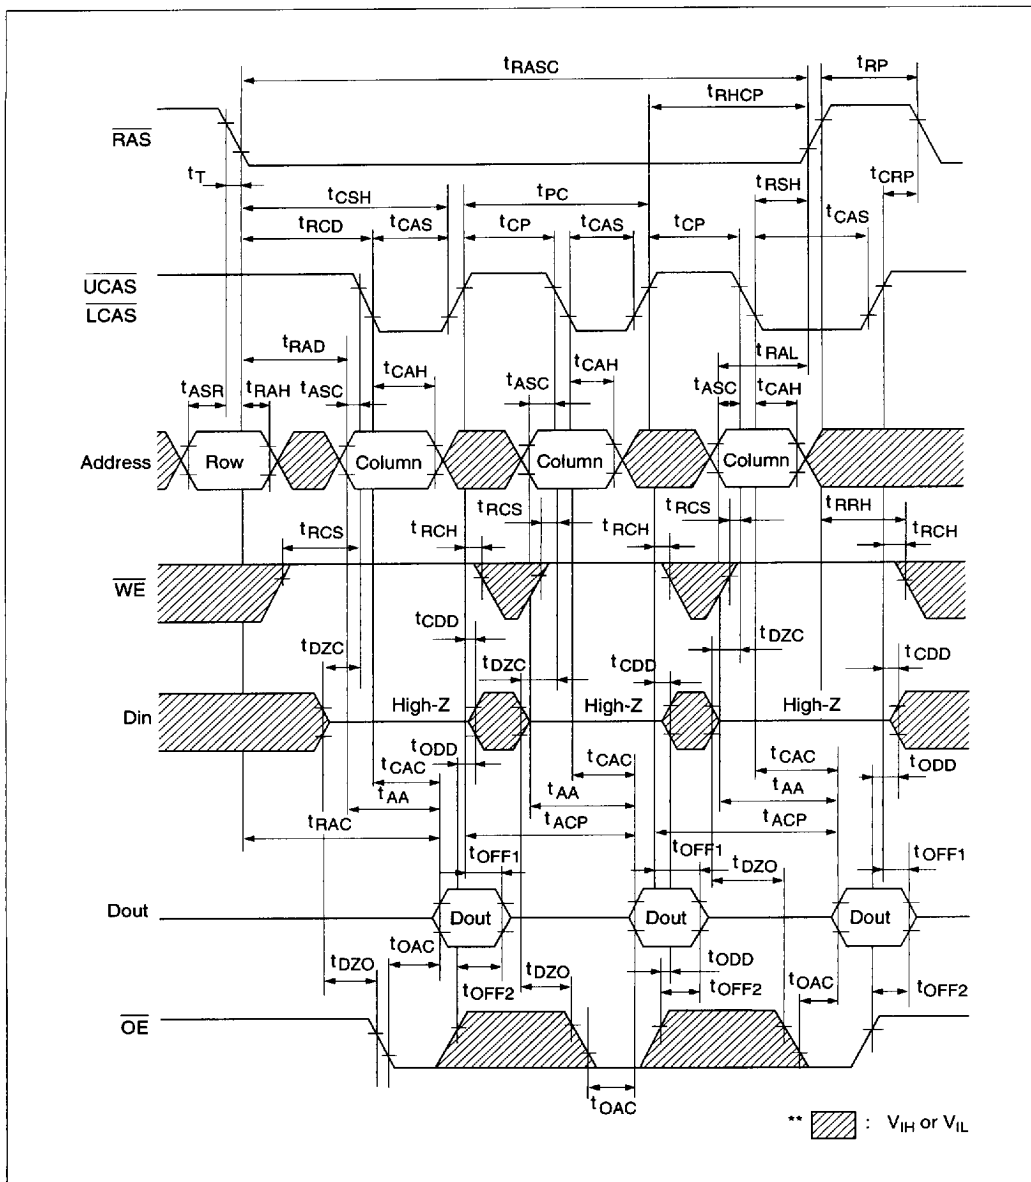 tRASC tRP
tRHCP
RAS
tT tCSH tPC tRSH tCRP
tRCD tCAS tCP tCAS tCP tCAS
UCAS
LCAS
tRAD tRAL
tASR tRAH tASC tCAH tASC tCAH tASC tCAH
Address Row Column Column Column
tRCS tRCH tRCS tRCH tRCS tRRH tRCH
WE
tDZC tCDD tDZC tCDD tDZC tCDD
Din High-Z High-Z High-Z
tODD tCAC tCAC tCAC tODD
tAA tAA tAA
tRAC tACP tACP
tOFF1 tOFF1 tDZO tOFF1
Dout Dout Dout Dout
tDZO tOAC tOFF2 tDZO tODD tOFF2 tOAC tOFF2
OE
tOAC
** : VIH or VIL